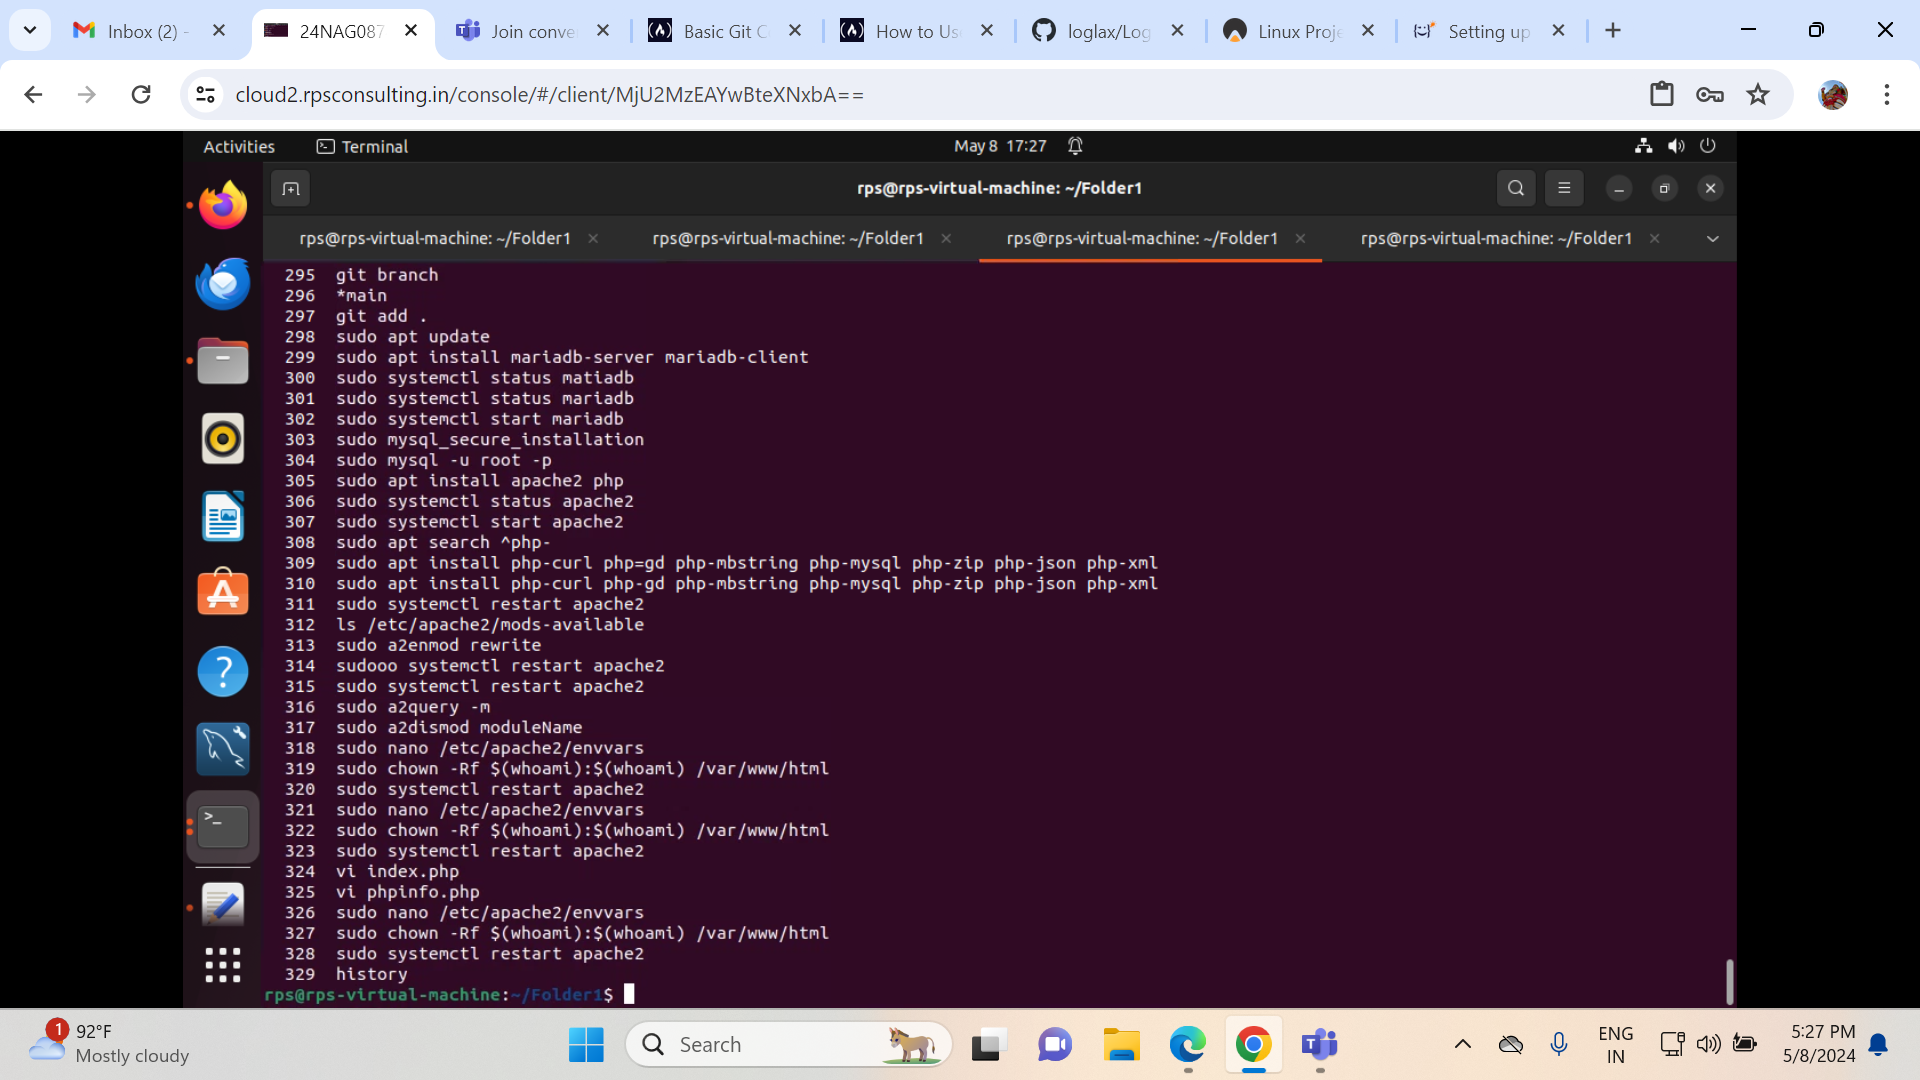 Inbox (2) -
24NAG087
Join conve
Basic Git C
How to Us
loglax/Log
Linux Proje
Setting up
cloud2.rpsconsulting.in/console/#/client/MjU2MzEAYwBteXNxbA==
Activities
Terminal
May 8 17:27
rps@rps-virtual-machine: ~/Folder1
rps@rps-virtual-machine: ~/Folder1
rps@rps-virtual-machine: ~/Folder1
rps@rps-virtual-machine: ~/Folder1
rps@rps-virtual-machine: ~/Folder1
295 git branch
296 *main
297 git add .
298 sudo apt update
299 sudo apt install mariadb-server mariadb-client
300 sudo systemctl status matiadb
301 sudo systemctl status mariadb
302 sudo systemctl start mariadb
303 sudo mysql_secure_installation
304 sudo mysql -u root -p
305 sudo apt install apache2 php
306 sudo systemctl status apache2
307 sudo systemctl start apache2
308 sudo apt search ^php-
309 sudo apt install php-curl php=gd php-mbstring php-mysql php-zip php-json php-xml
310 sudo apt install php-curl php-gd php-mbstring php-mysql php-zip php-json php-xml
311 sudo systemctl restart apache2
312 ls /etc/apache2/mods-available
313 sudo a2enmod rewrite
314 sudooo systemctl restart apache2
315 sudo systemctl restart apache2
316 sudo a2query -m
317 sudo a2dismod moduleName
318 sudo nano /etc/apache2/envvars
319 sudo chown -Rf $(whoami):$(whoami) /var/www/html
320 sudo systemctl restart apache2
321 sudo nano /etc/apache2/envvars
322 sudo chown -Rf $(whoami):$(whoami) /var/www/html
323 sudo systemctl restart apache2
324 vi index.php
325 vi phpinfo.php
326 sudo nano /etc/apache2/envvars
327 sudo chown -Rf $(whoami):$(whoami) /var/www/html
328 sudo systemctl restart apache2
329 history
rps@rps-virtual-machine:~/Folder1$
1
92°F
Mostly cloudy
Search
ENG
IN
5:27 PM
5/8/2024